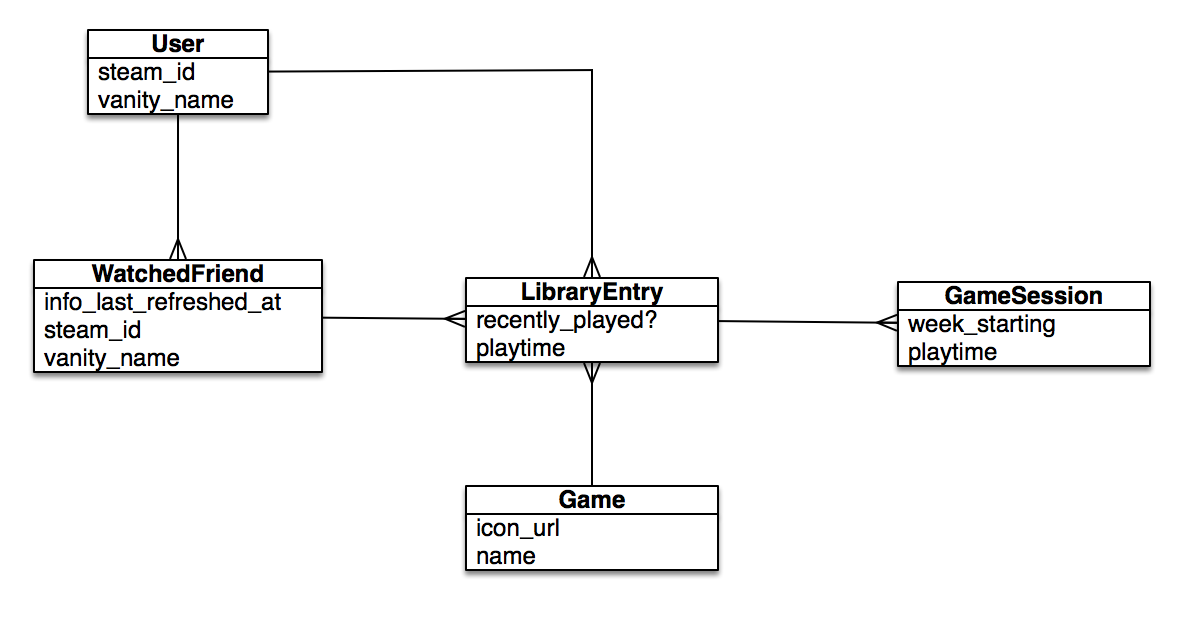 User
steam_id
vanity_name
WatchedFriend
info_last_refreshed_at
steam_id
vanity_name
LibraryEntry
recently_played?
playtime
GameSession
week_starting
playtime
Game
icon_url
name